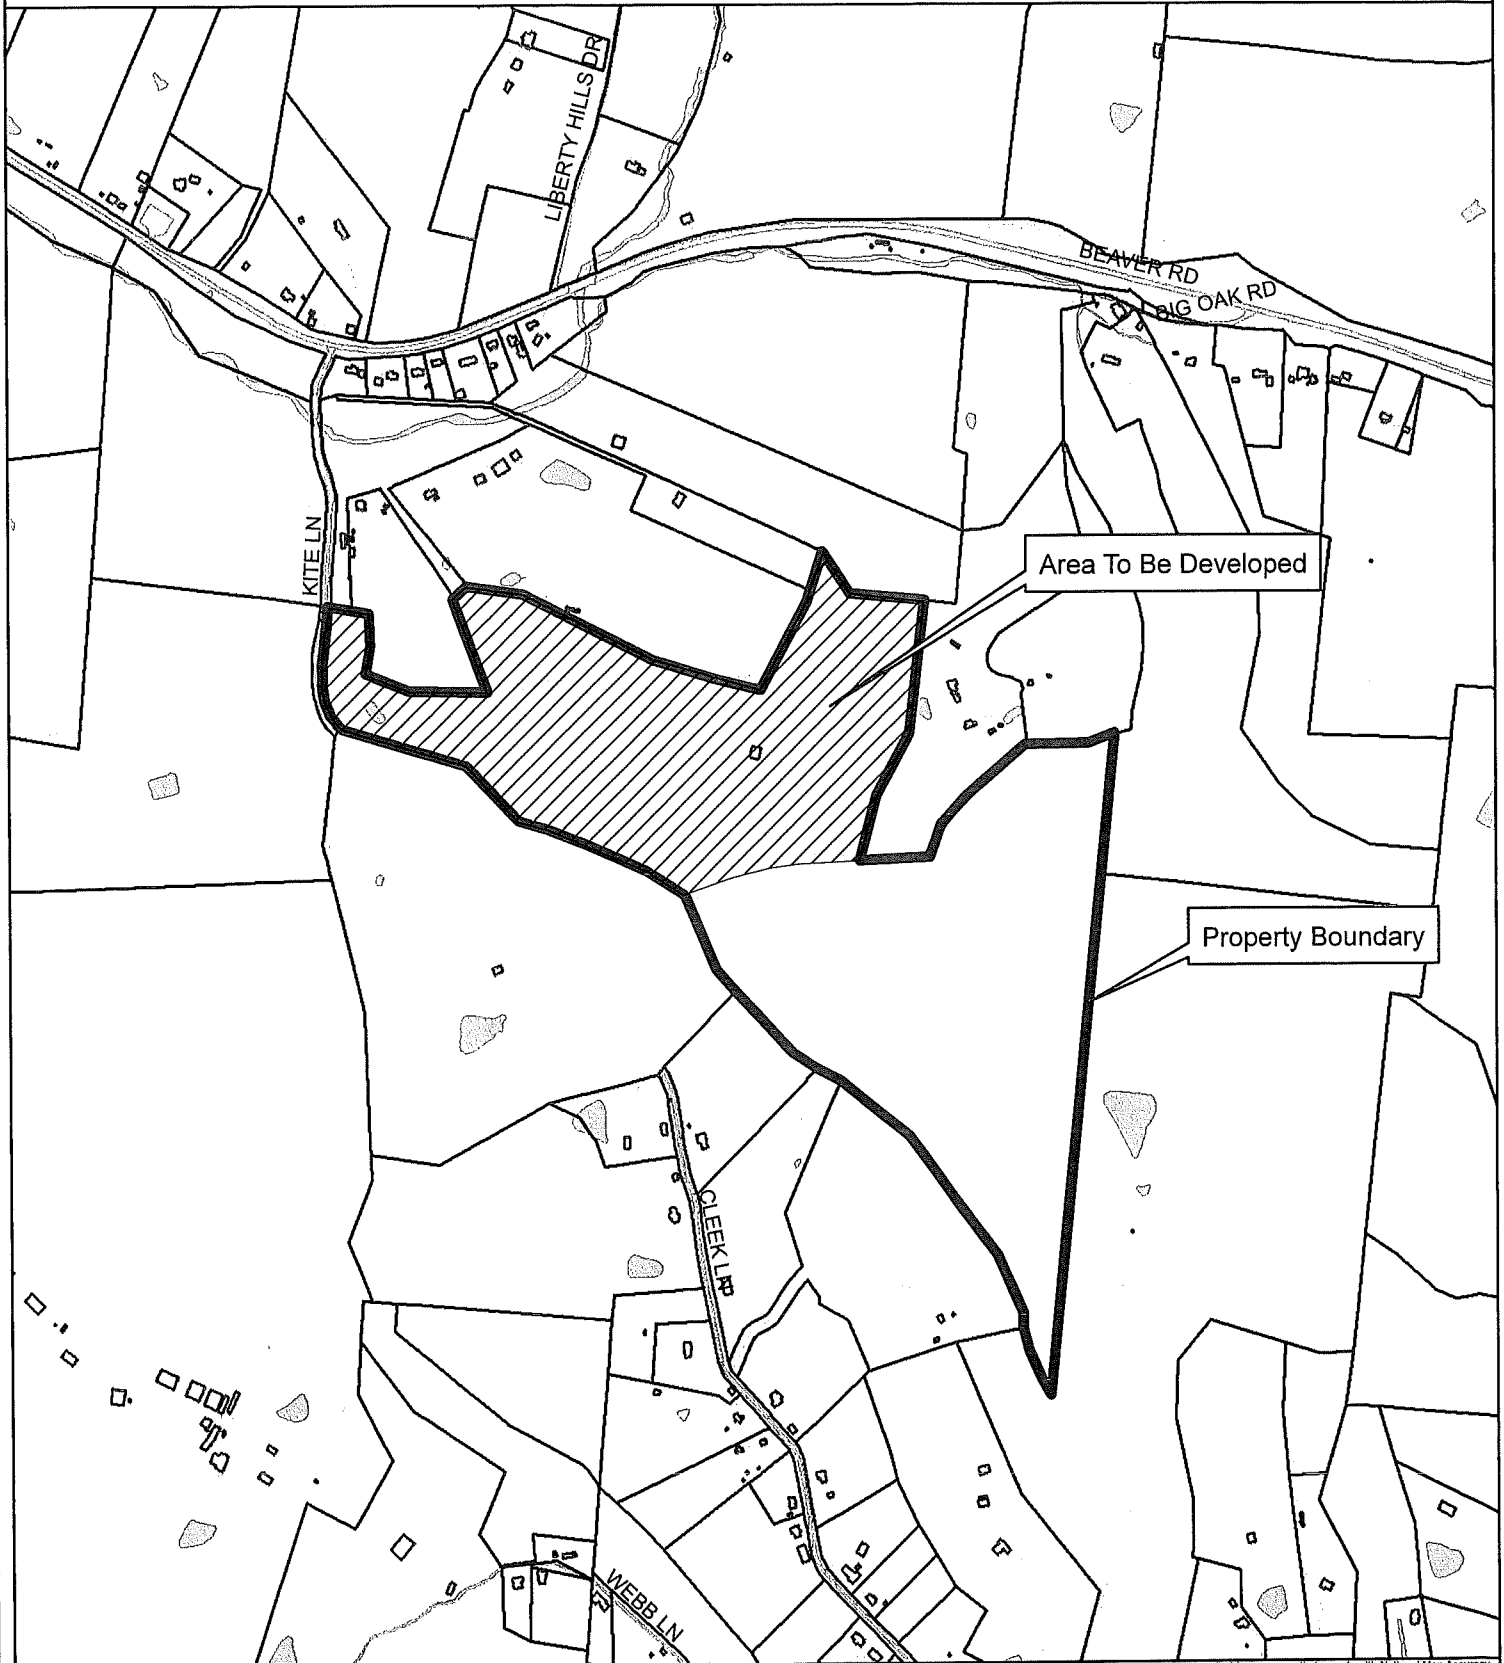 LIBERTY HILLS DR
BEAVER RD
BIG OAK RD
KITE LN
Area To Be Developed
Property Boundary
CLEEK LN
WEBB LN